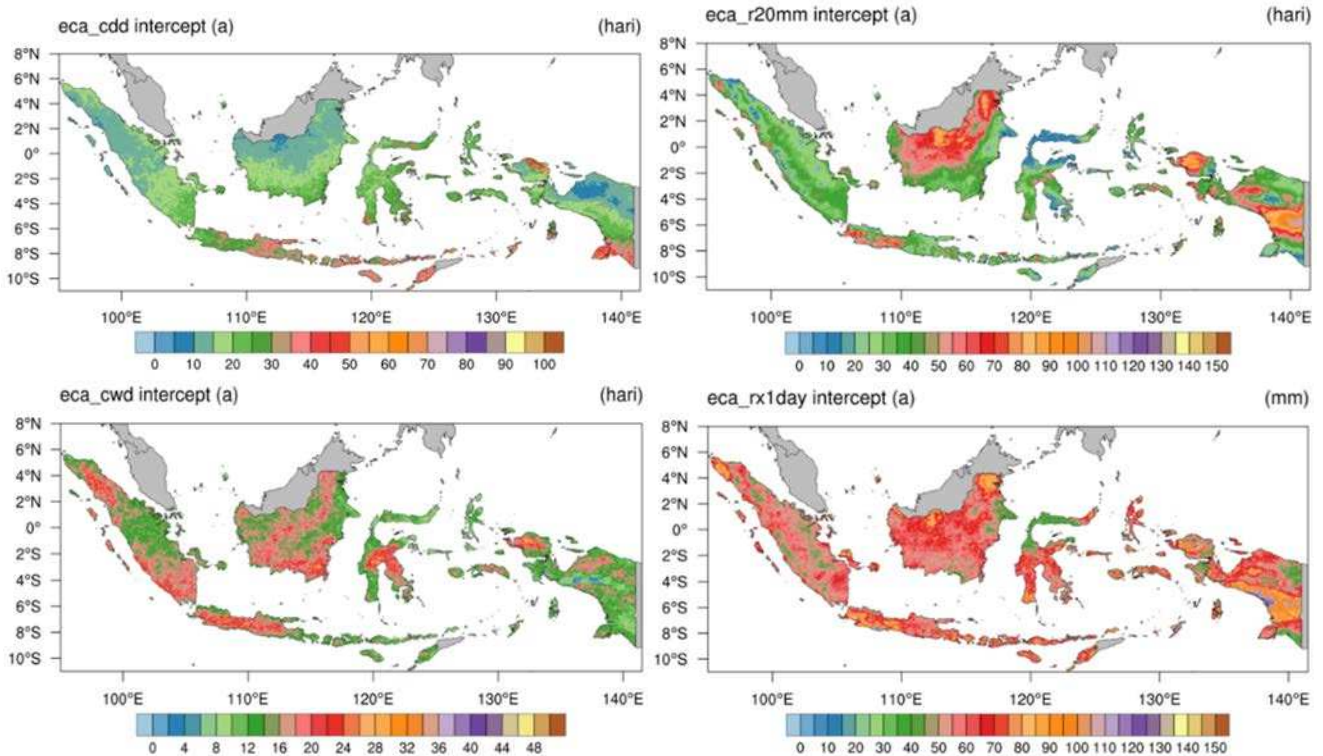 eca_cdd intercept (a) (hari)
8°N
6°N
4°N
2°N
0°
2°S
4°S
6°S
8°S
10°S
100°E 110°E 120°E 130°E 140°E
0 10 20 30 40 50 60 70 80 90 100
eca_r20mm intercept (a) (hari)
8°N
6°N
4°N
2°N
0°
2°S
4°S
6°S
8°S
10°S
100°E 110°E 120°E 130°E 140°E
0 10 20 30 40 50 60 70 80 90 100 110 120 130 140 150
eca_cwd intercept (a) (hari)
8°N
6°N
4°N
2°N
0°
2°S
4°S
6°S
8°S
10°S
100°E 110°E 120°E 130°E 140°E
0 4 8 12 16 20 24 28 32 36 40 44 48
eca_rx1day intercept (a) (mm)
8°N
6°N
4°N
2°N
0°
2°S
4°S
6°S
8°S
10°S
100°E 110°E 120°E 130°E 140°E
0 10 20 30 40 50 60 70 80 90 100 110 120 130 140 150